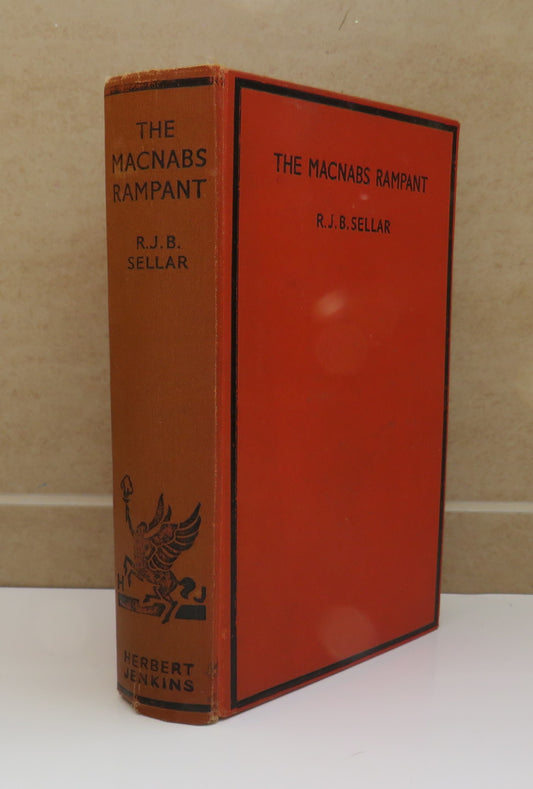 THE
MACNABS
RAMPANT
R.J.B.
SELLAR
H J
HERBERT
JENKINS
THE MACNABS RAMPANT
R.J.B. SELLAR